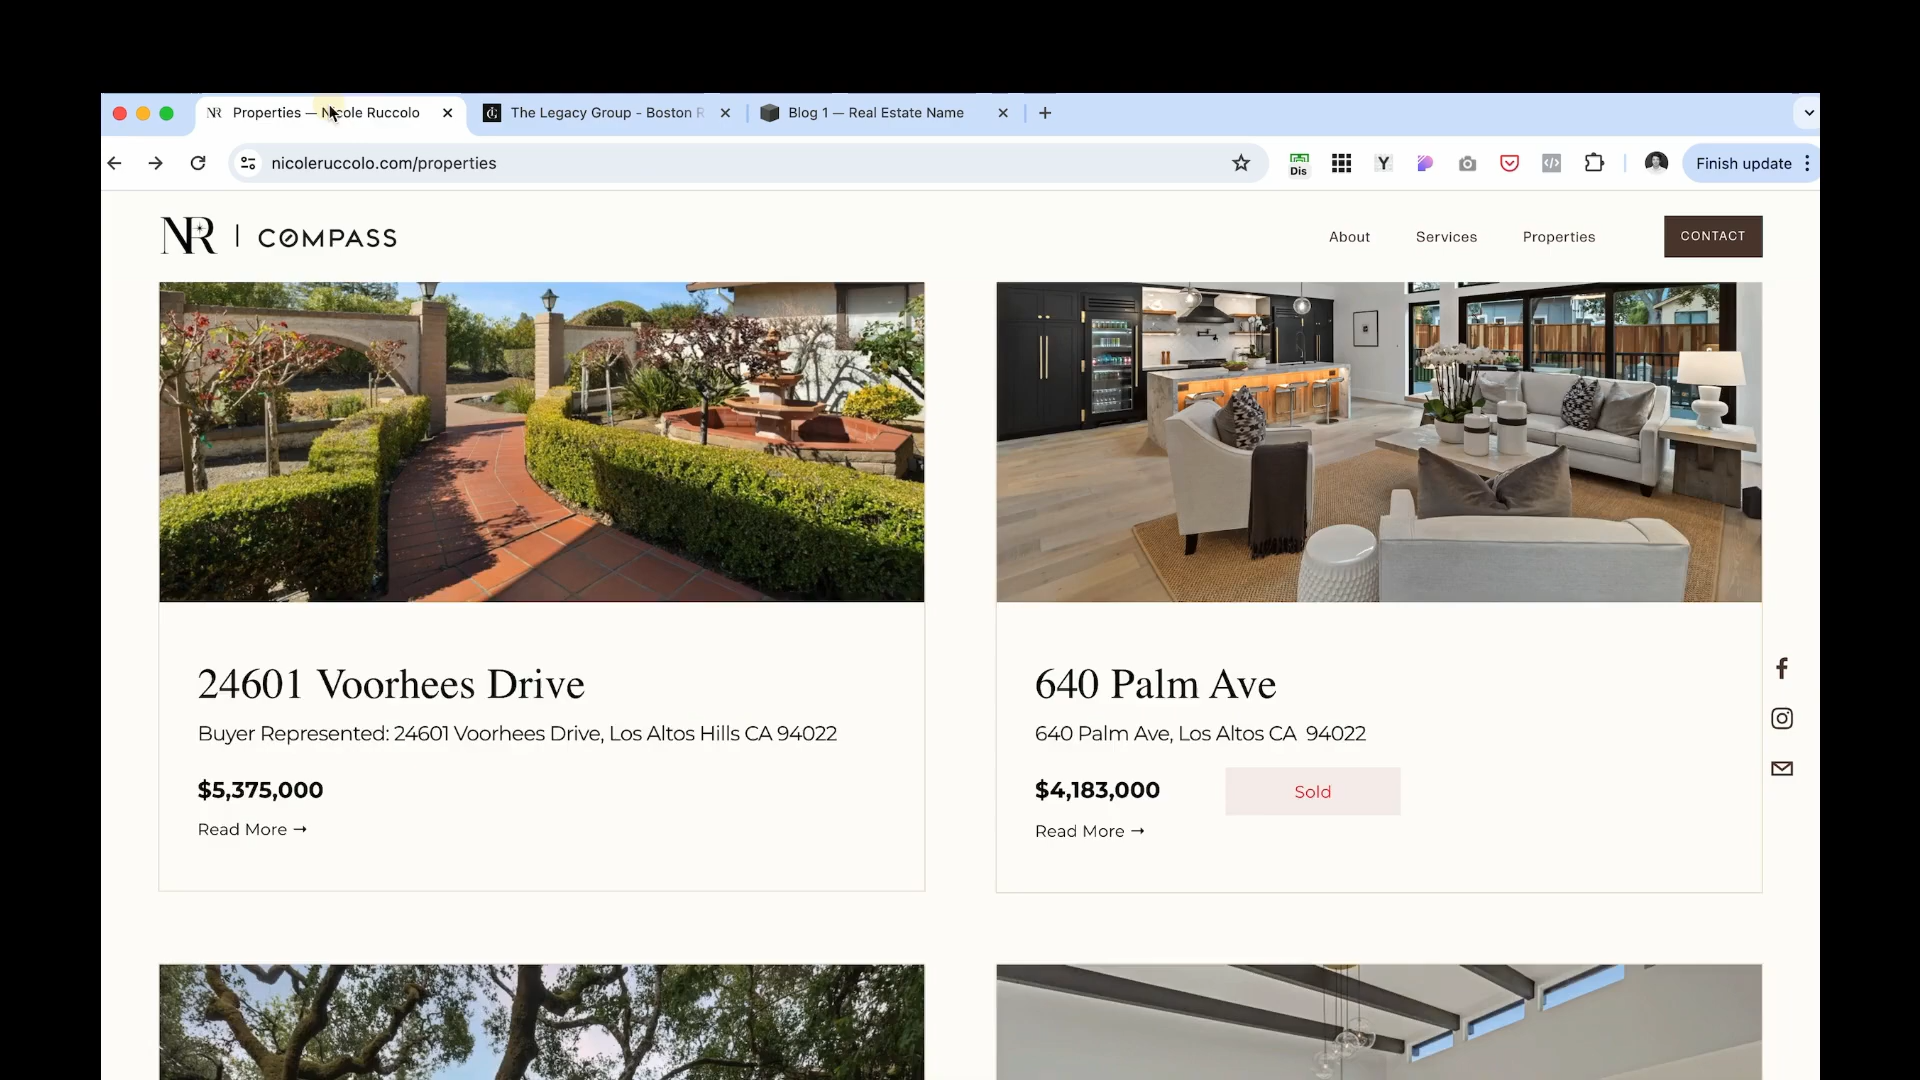 Properties — Nicole Ruccolo
The Legacy Group - Boston R
Blog 1 — Real Estate Name
nicoleruccolo.com/properties
Dis
Y
Finish update
NR | COMPASS
About
Services
Properties
CONTACT
24601 Voorhees Drive
Buyer Represented: 24601 Voorhees Drive, Los Altos Hills CA 94022
$5,375,000
Read More →
640 Palm Ave
640 Palm Ave, Los Altos CA 94022
$4,183,000
Sold
Read More →